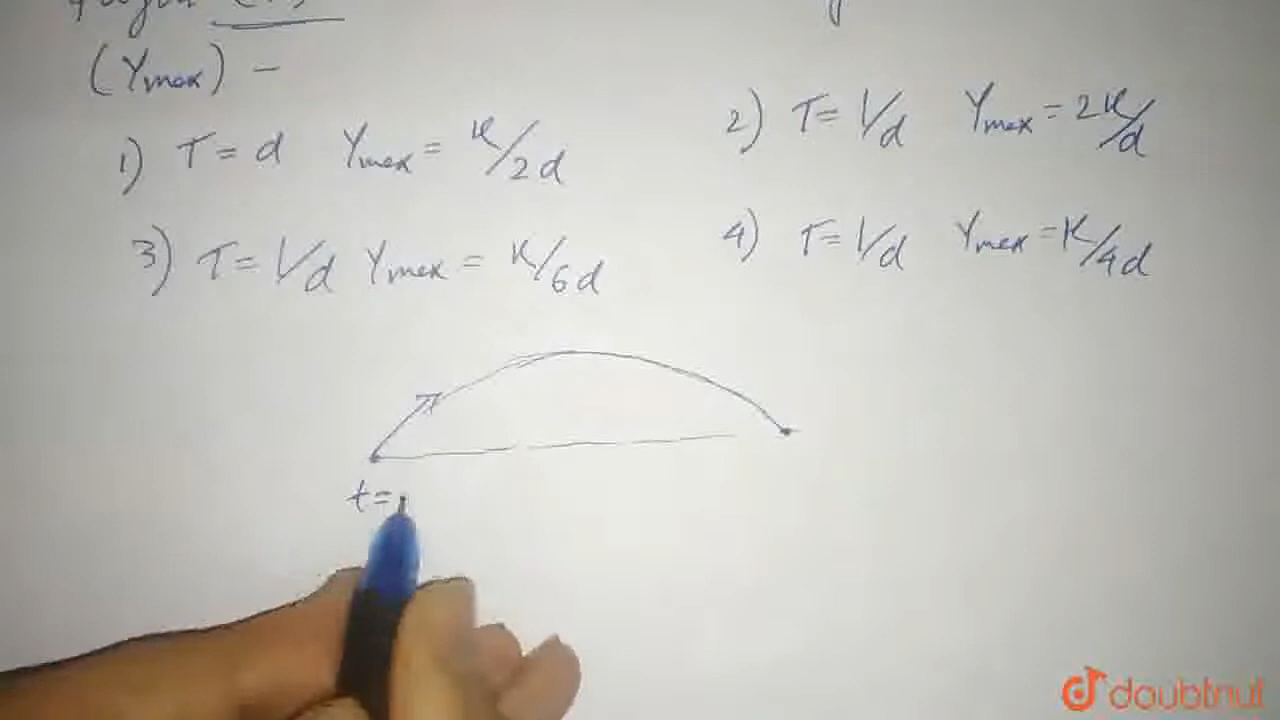 (Ymax) -
1) T = d Ymax = K/2d
2) T = 1/d Ymax = 2K/d
3) T = 1/d Ymax = K/6d
4) T = 1/d Ymax = K/4d
t =
doubtnut